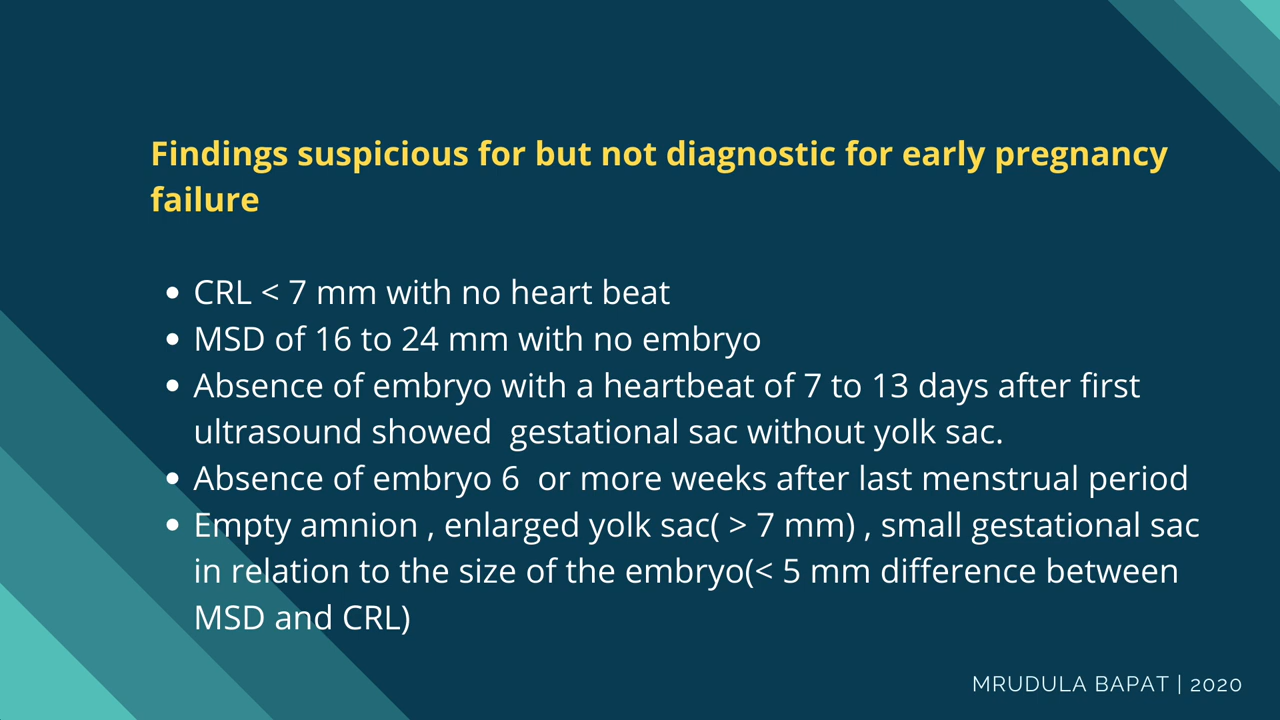 Findings suspicious for but not diagnostic for early pregnancy
failure
• CRL < 7 mm with no heart beat
• MSD of 16 to 24 mm with no embryo
• Absence of embryo with a heartbeat of 7 to 13 days after first
ultrasound showed  gestational sac without yolk sac.
• Absence of embryo 6  or more weeks after last menstrual period
• Empty amnion , enlarged yolk sac( > 7 mm) , small gestational sac
in relation to the size of the embryo(< 5 mm difference between
MSD and CRL)
MRUDULA BAPAT | 2020